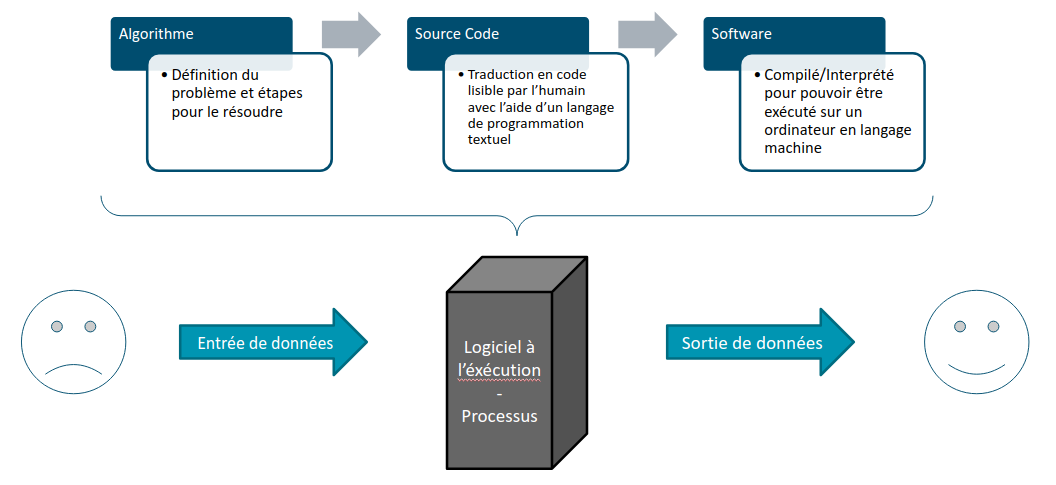 Algorithme
• Définition du
problème et étapes
pour le résoudre
Source Code
• Traduction en code
lisible par l'humain
avec l'aide d'un langage
de programmation
textuel
Software
• Compilé/Interprété
pour pouvoir être
exécuté sur un
ordinateur en langage
machine
Entrée de données
Logiciel à
l'éxécution
-
Processus
Sortie de données